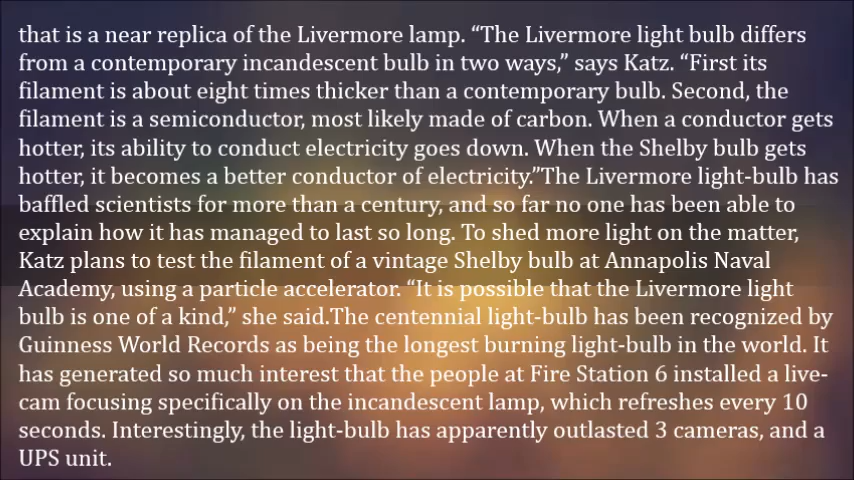 that is a near replica of the Livermore lamp. “The Livermore light bulb differs
from a contemporary incandescent bulb in two ways,” says Katz. “First its
filament is about eight times thicker than a contemporary bulb. Second, the
filament is a semiconductor, most likely made of carbon. When a conductor gets
hotter, its ability to conduct electricity goes down. When the Shelby bulb gets
hotter, it becomes a better conductor of electricity.”The Livermore light-bulb has
baffled scientists for more than a century, and so far no one has been able to
explain how it has managed to last so long. To shed more light on the matter,
Katz plans to test the filament of a vintage Shelby bulb at Annapolis Naval
Academy, using a particle accelerator. “It is possible that the Livermore light
bulb is one of a kind,” she said.The centennial light-bulb has been recognized by
Guinness World Records as being the longest burning light-bulb in the world. It
has generated so much interest that the people at Fire Station 6 installed a live-
cam focusing specifically on the incandescent lamp, which refreshes every 10
seconds. Interestingly, the light-bulb has apparently outlasted 3 cameras, and a
UPS unit.